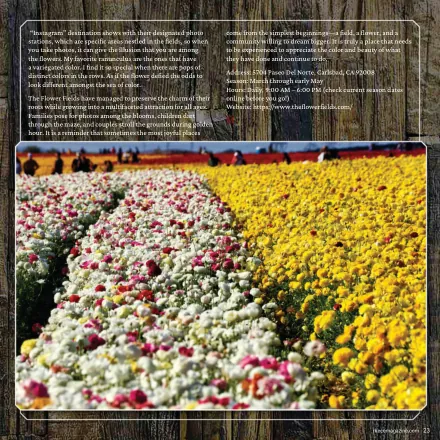 "Instagram" destination shows with their designated photo
stations, which are specific areas nestled in the fields, so when
you take photos, it can give the illusion that you are among
the flowers. My favorite ranunculus are the ones that have
a variegated color. I find it so special when there are pops of
distinct colors in the rows. As if the flower defied the odds to
look different amongst the sea of color.
The Flower Fields have managed to preserve the charm of their
roots while growing into a multifaceted attraction for all ages.
Families pose for photos among the blooms, children dart
through the maze, and couples stroll the grounds during golden
hour. It is a reminder that sometimes the most joyful places
come from the simplest beginnings—a field, a flower, and a
community willing to dream bigger. It is truly a place that needs
to be experienced to appreciate the color and beauty of what
they have done and continue to do.
Address: 5704 Paseo Del Norte, Carlsbad, CA 92008
Season: March through early May
Hours: Daily, 9:00 AM – 6:00 PM (check current season dates
online before you go!)
Website: https://www.theflowerfields.com/
23